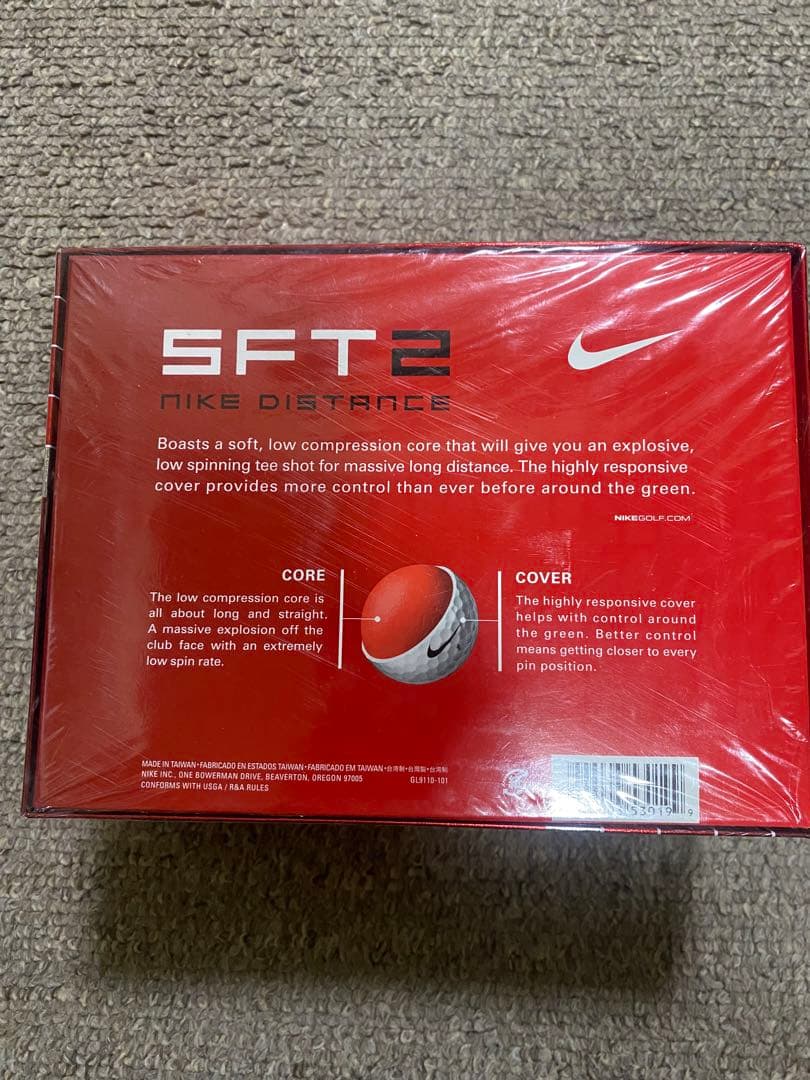 SFT2
NIKE DISTANCE
Boasts a soft, low compression core that will give you an explosive,
low spinning tee shot for massive long distance. The highly responsive
cover provides more control than ever before around the green.
NIKEGOLF.COM
CORE
The low compression core is
all about long and straight.
A massive explosion off the
club face with an extremely
low spin rate.
COVER
The highly responsive cover
helps with control around
the green. Better control
means getting closer to every
pin position.
MADE IN TAIWAN•FABRICADO EN ESTADOS TAIWAN•FABRICADO EM TAIWAN•台湾制•台灣製•台湾制
NIKE INC., ONE BOWERMAN DRIVE, BEAVERTON, OREGON 97005 GL9110-101
CONFORMS WITH USGA / R&A RULES
53919 9